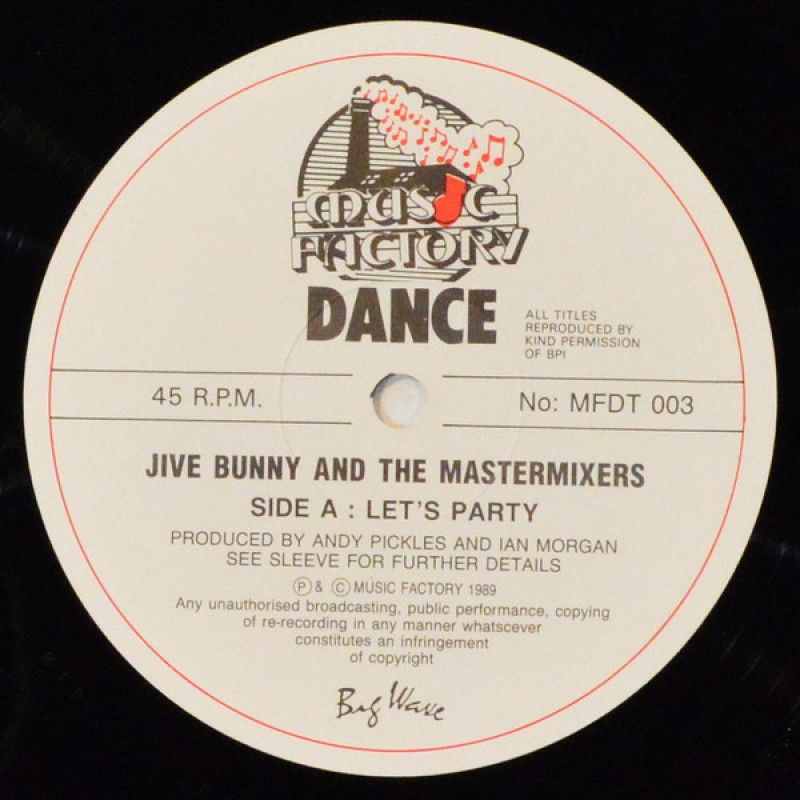 MUSIC
FACTORY
DANCE
ALL TITLES
REPRODUCED BY
KIND PERMISSION
OF BPI
45 R.P.M.
No: MFDT 003
JIVE BUNNY AND THE MASTERMIXERS
SIDE A : LET'S PARTY
PRODUCED BY ANDY PICKLES AND IAN MORGAN
SEE SLEEVE FOR FURTHER DETAILS
Ⓟ & © MUSIC FACTORY 1989
Any unauthorised broadcasting, public performance, copying
of re-recording in any manner whatscever
constitutes an infringement
of copyright
Big Wave